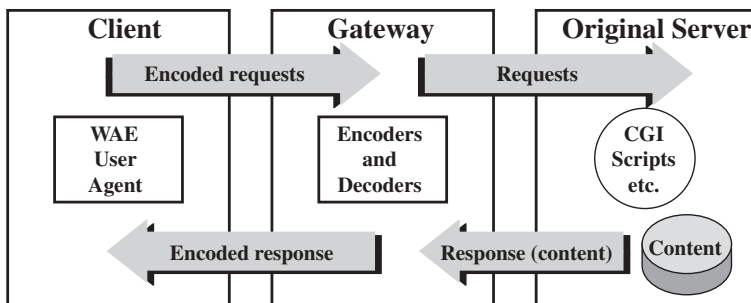 Client
Gateway
Original Server
Encoded requests
Requests
WAE
User
Agent
Encoders
and
Decoders
CGI
Scripts
etc.
Encoded response
Response (content)
Content